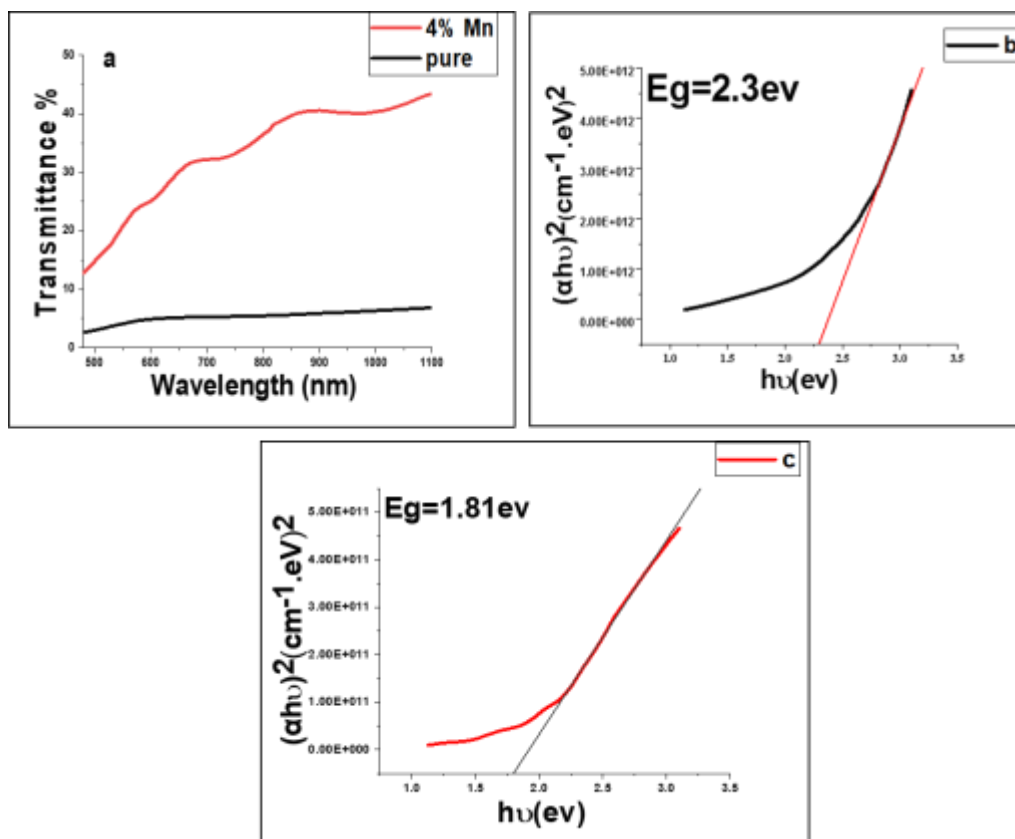 4% Mn
pure
a
50
40
30
20
10
0
Transmittance %
500 600 700 800 900 1000 1100
Wavelength (nm)
b
Eg=2.3ev
5.00E+012
4.00E+012
3.00E+012
2.00E+012
1.00E+012
0.00E+000
(αhυ)²(cm⁻¹.eV)²
1.0 1.5 2.0 2.5 3.0 3.5
hυ(ev)
c
Eg=1.81ev
5.00E+011
4.00E+011
3.00E+011
2.00E+011
1.00E+011
0.00E+000
(αhυ)²(cm⁻¹.eV)²
1.0 1.5 2.0 2.5 3.0 3.5
hυ(ev)